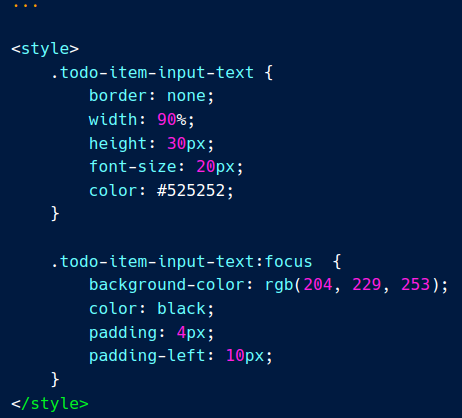 ...
<style>
    .todo-item-input-text {
        border: none;
        width: 90%;
        height: 30px;
        font-size: 20px;
        color: #525252;
    }

    .todo-item-input-text:focus  {
        background-color: rgb(204, 229, 253);
        color: black;
        padding: 4px;
        padding-left: 10px;
    }
</style>